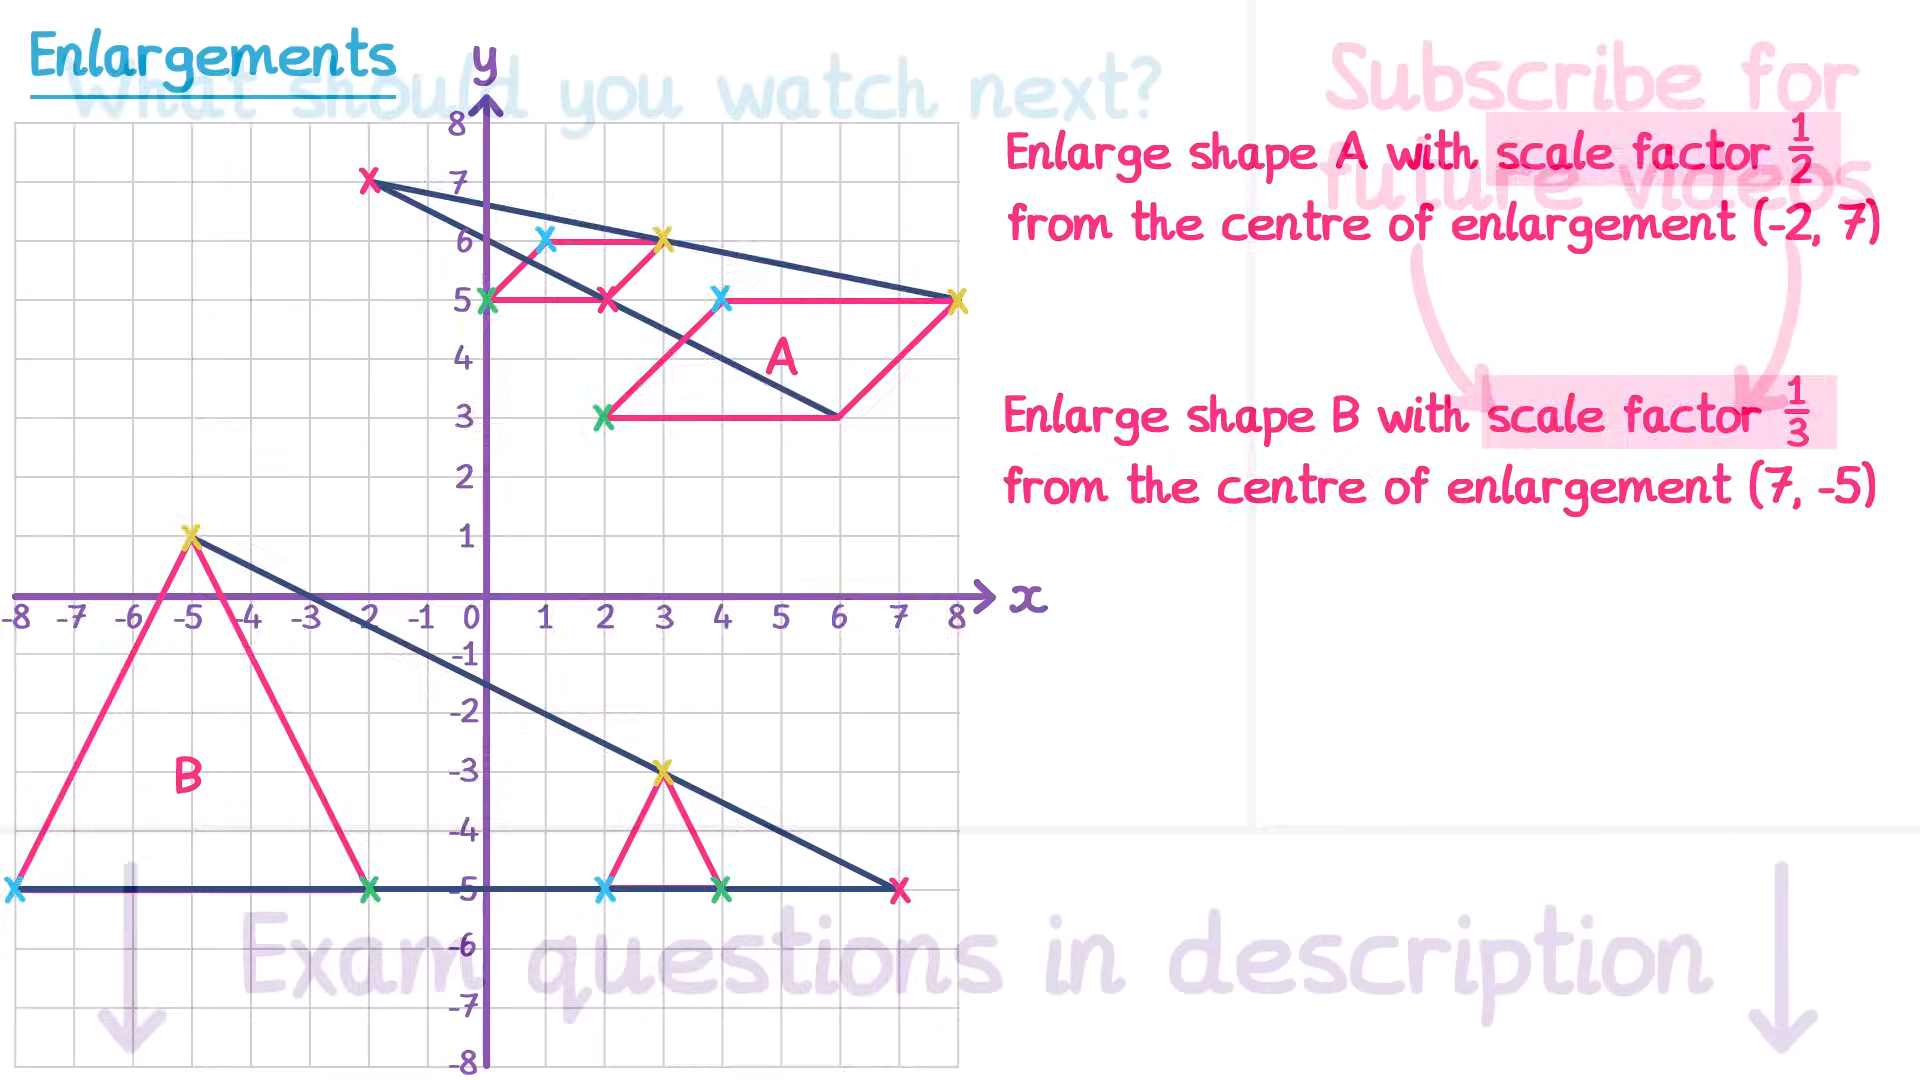 Enlargements
What should you watch next?
Subscribe for
future videos
Enlarge shape A with scale factor 1/2
from the centre of enlargement (-2, 7)
Enlarge shape B with scale factor 1/3
from the centre of enlargement (7, -5)
y
8
7
6
5
4
3
2
1
-8 -7 -6 -5 -4 -3 -2 -1 0 1 2 3 4 5 6 7 8
x
-1
-2
-3
-4
-5
-6
-7
-8
A
B
Exam questions in description